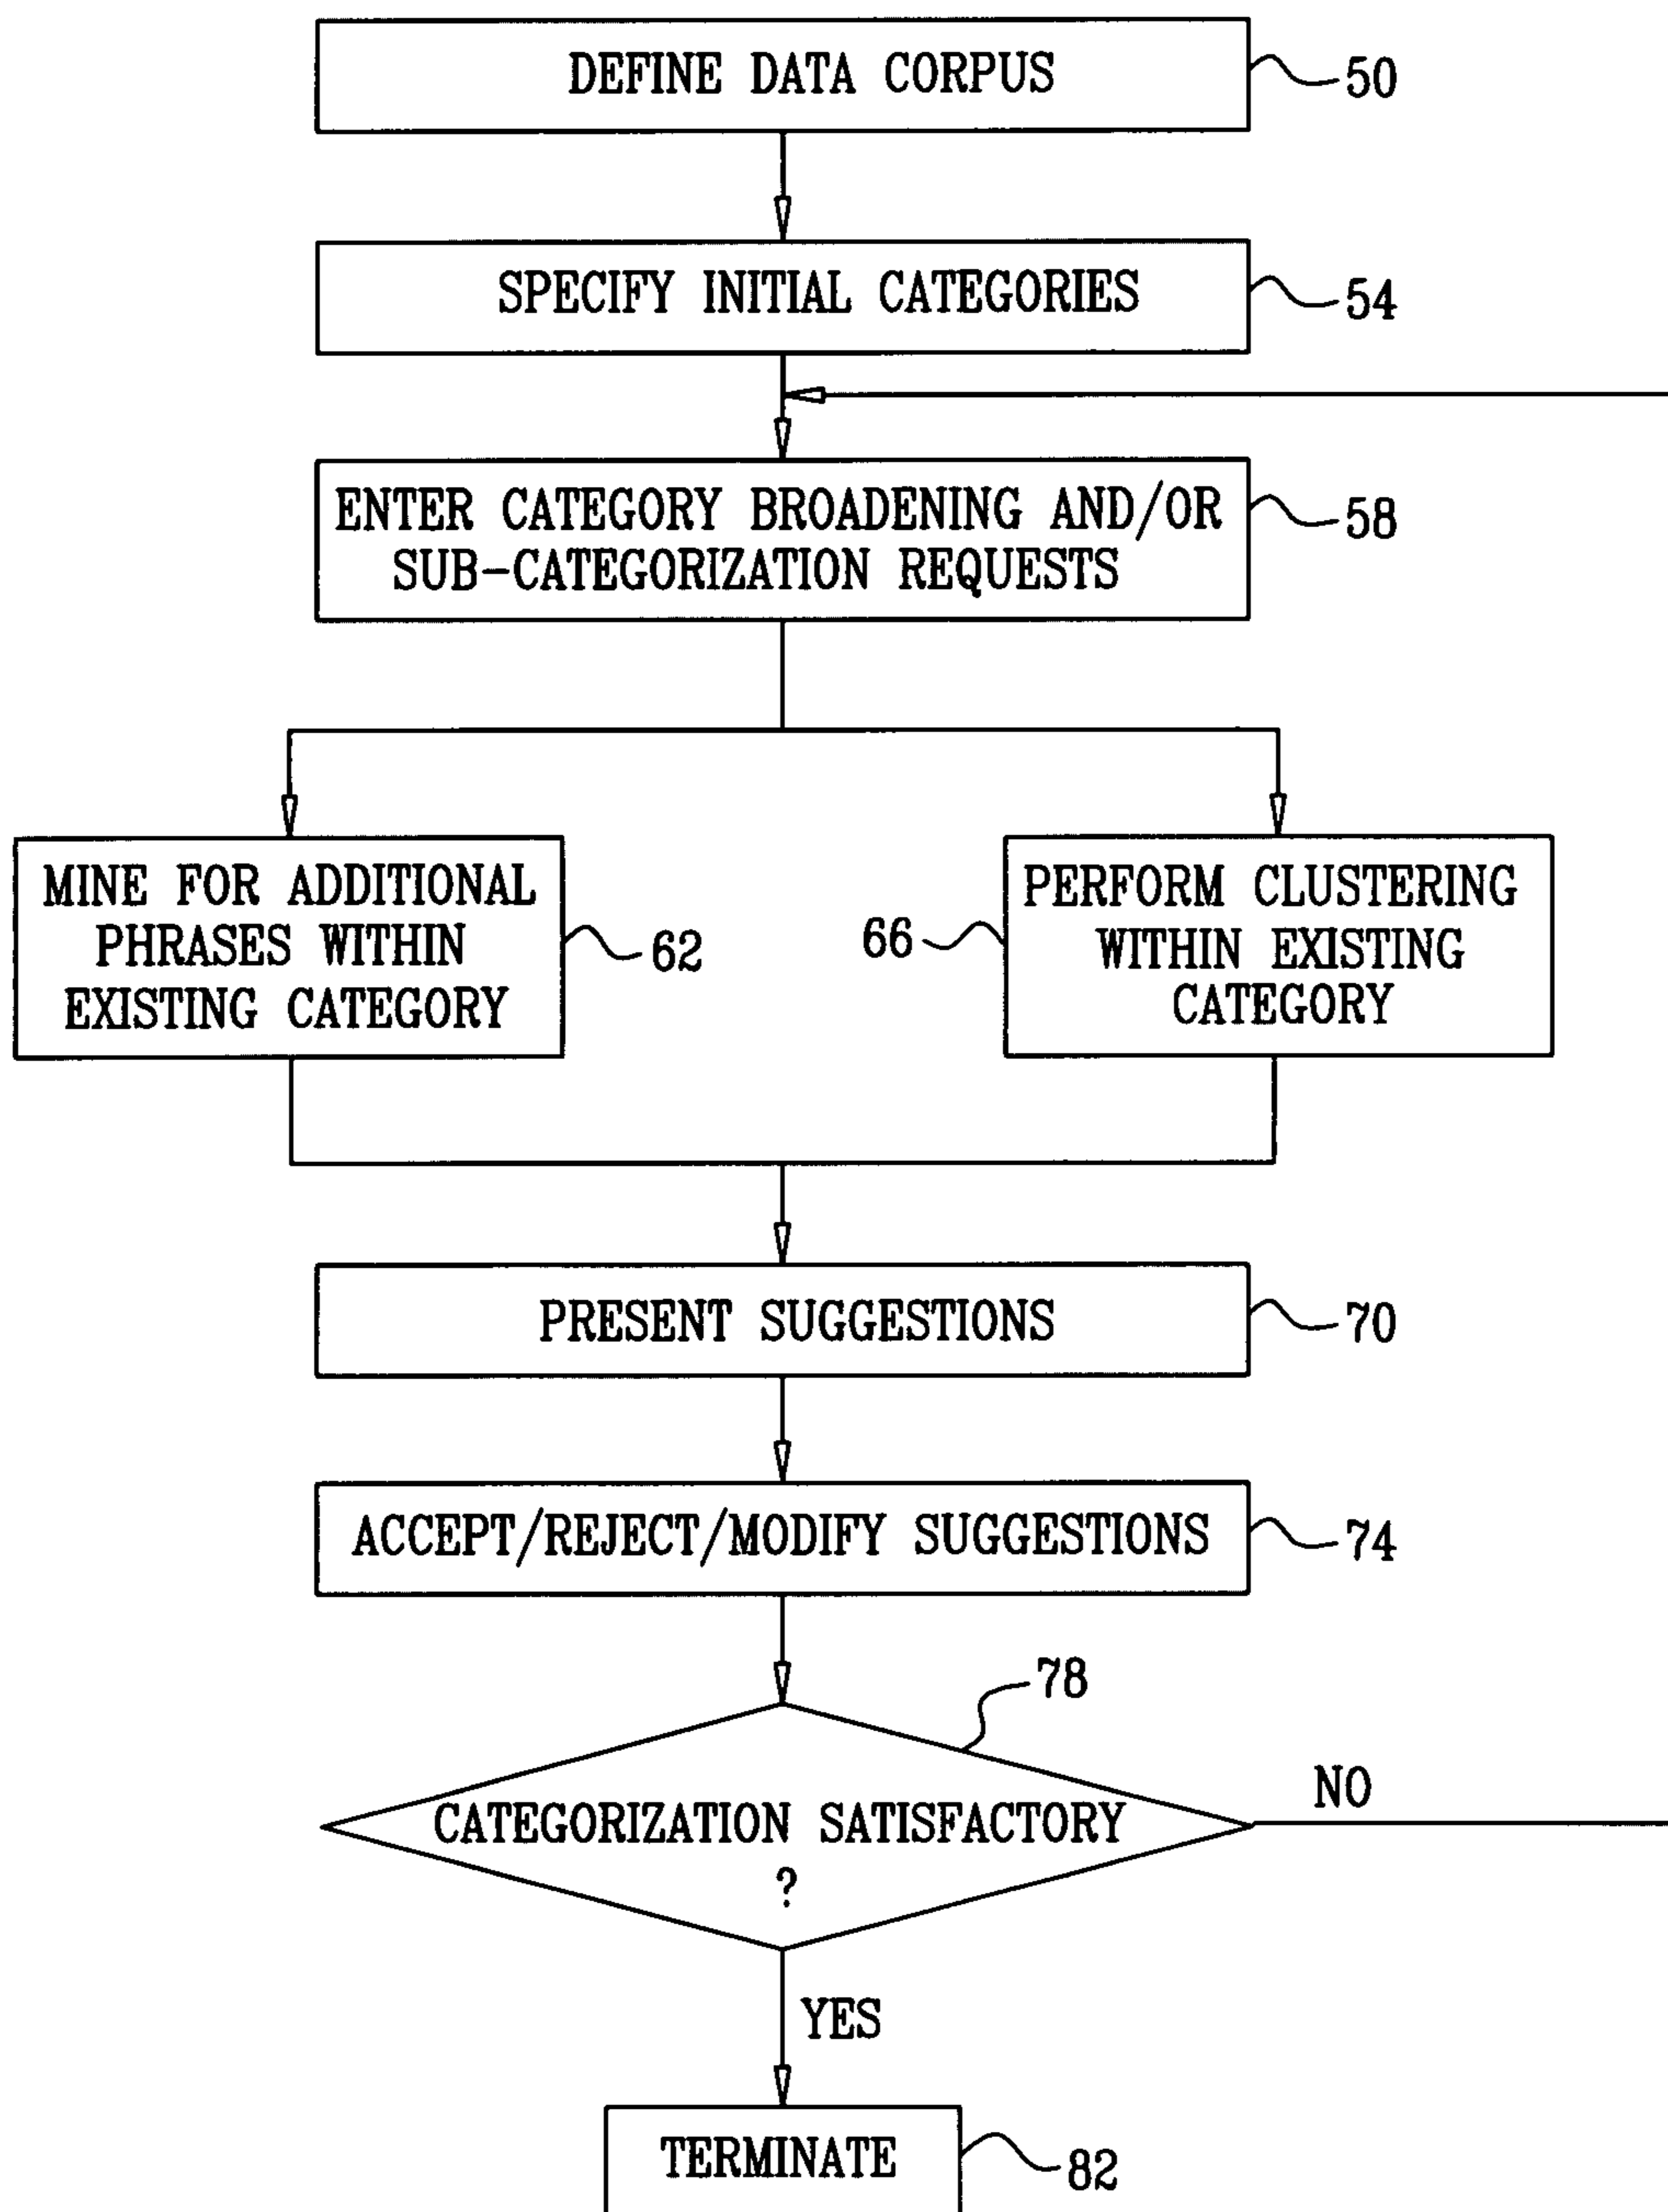 DEFINE DATA CORPUS
50
SPECIFY INITIAL CATEGORIES
54
ENTER CATEGORY BROADENING AND/OR
SUB-CATEGORIZATION REQUESTS
58
MINE FOR ADDITIONAL
PHRASES WITHIN
EXISTING CATEGORY
62
66
PERFORM CLUSTERING
WITHIN EXISTING
CATEGORY
PRESENT SUGGESTIONS
70
ACCEPT/REJECT/MODIFY SUGGESTIONS
74
78
CATEGORIZATION SATISFACTORY
?
NO
YES
TERMINATE
82